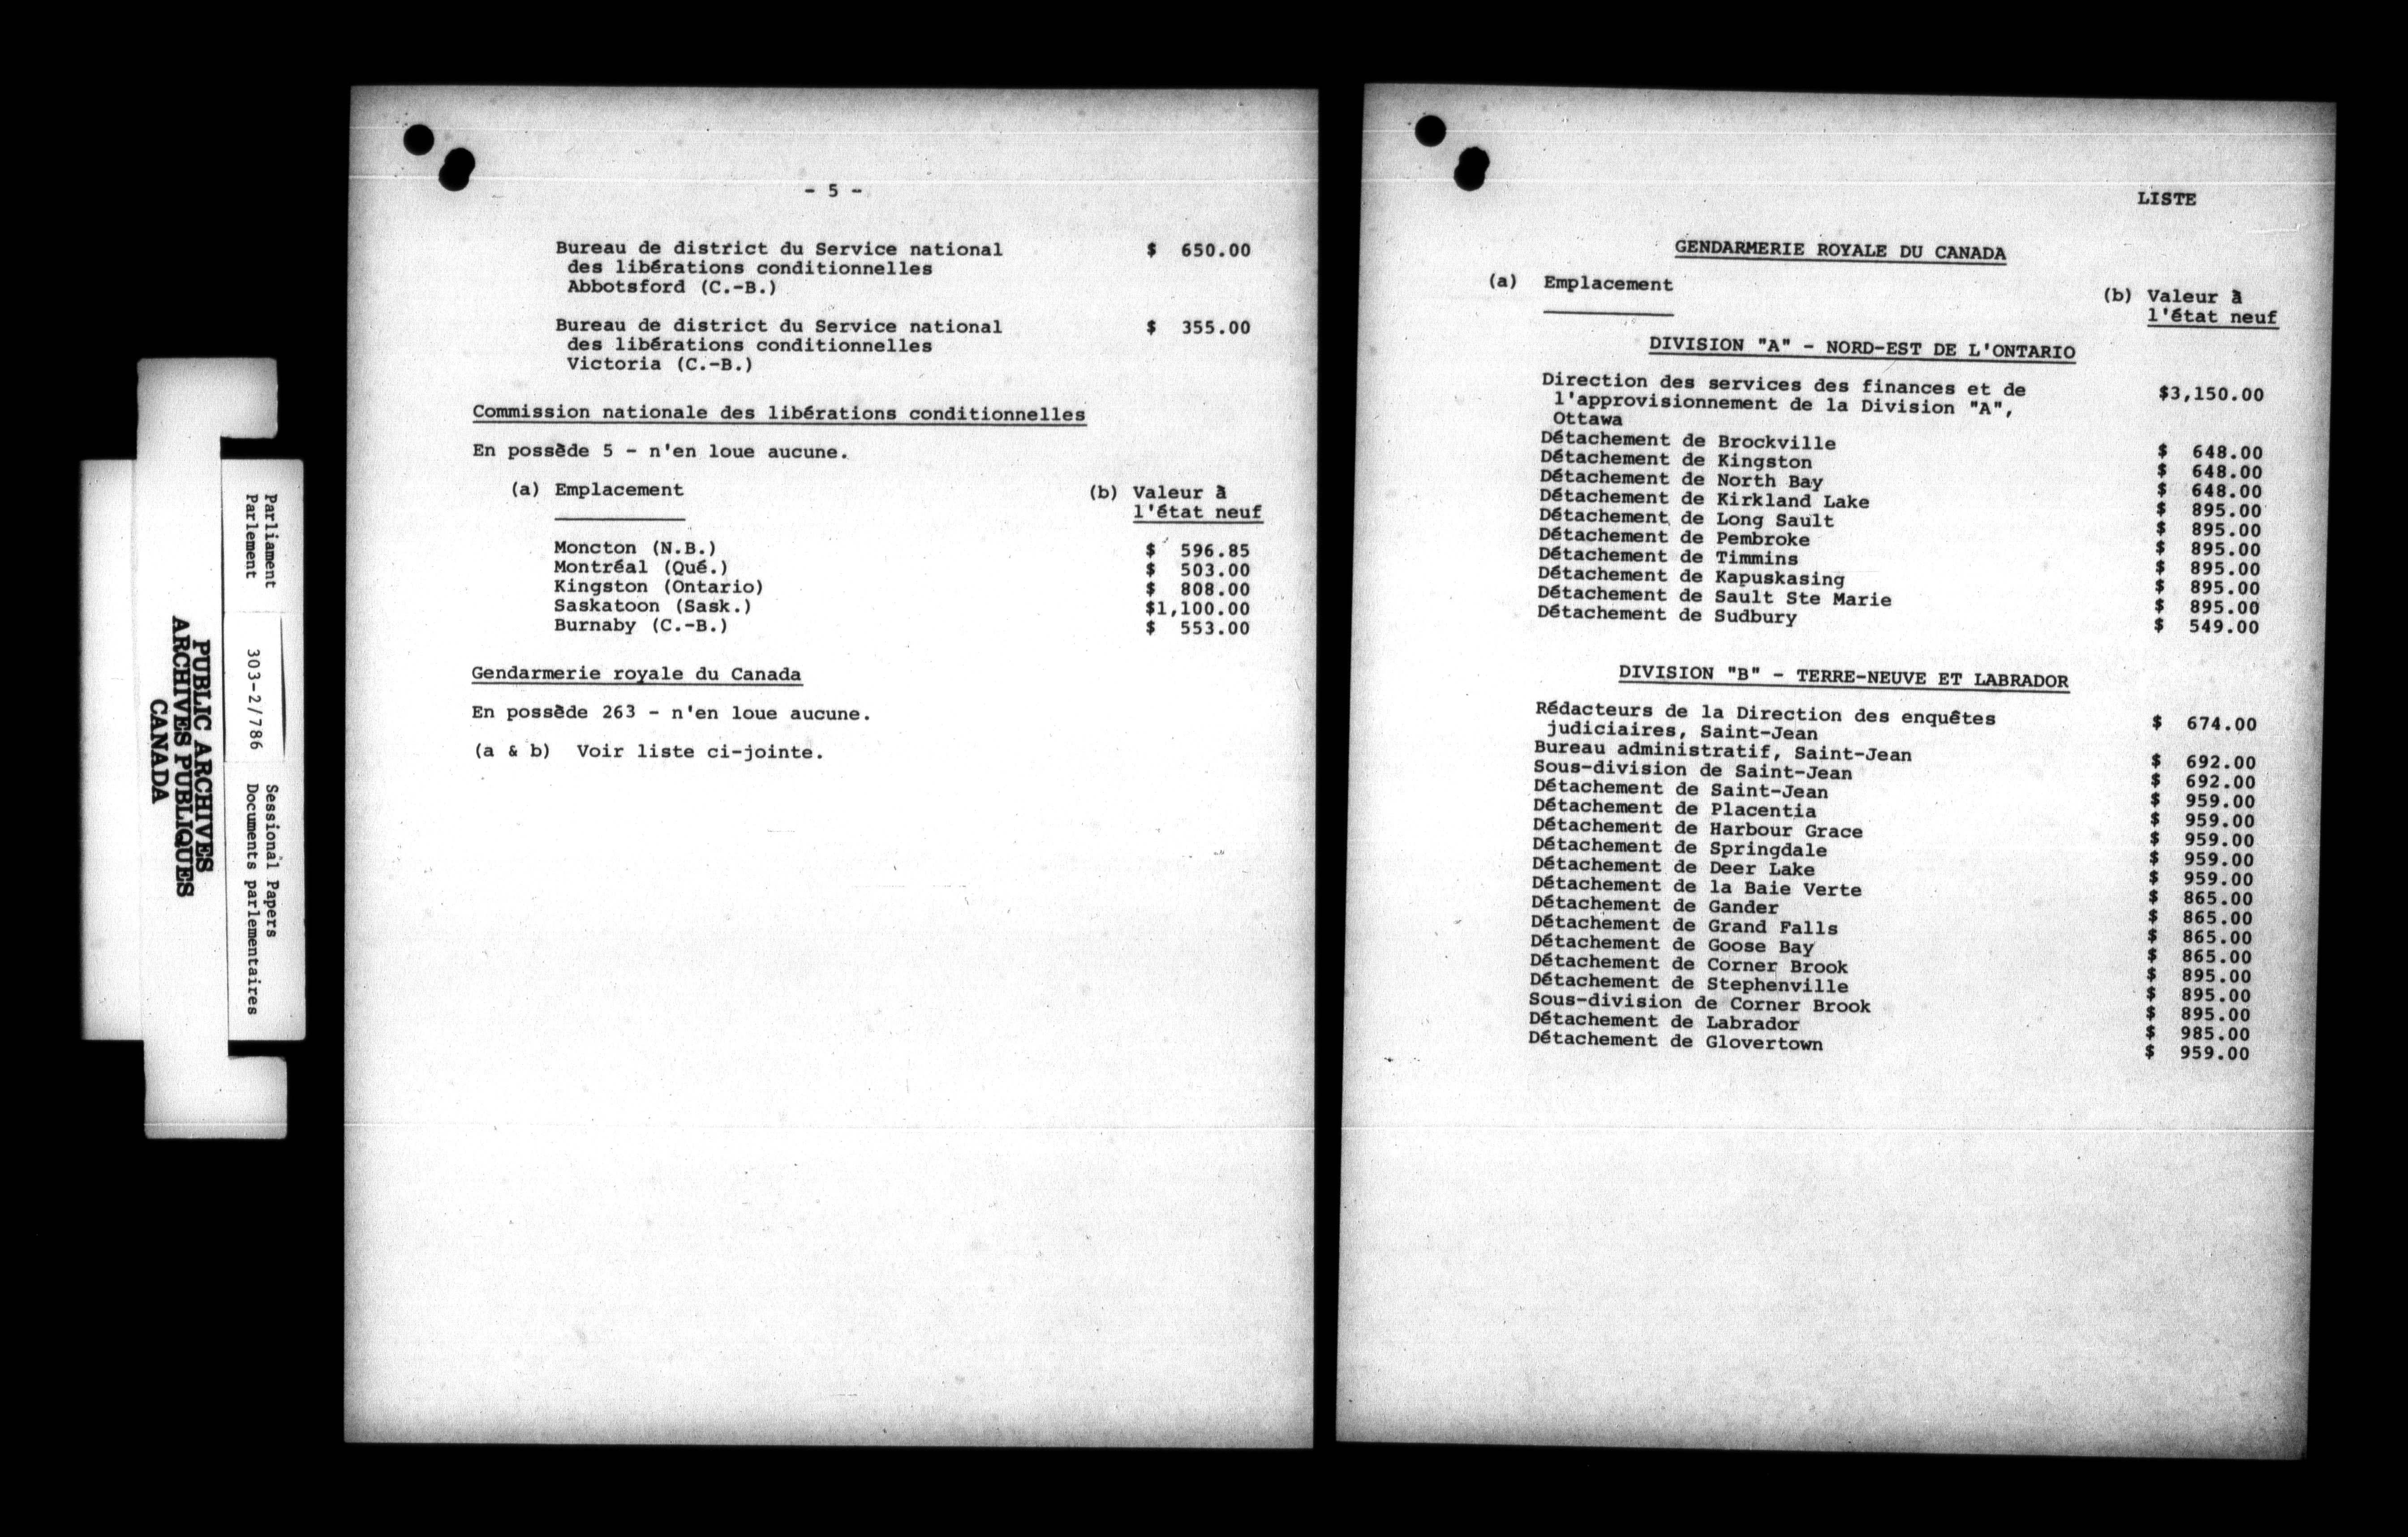 Parliament
Parlement
303-2/786
Sessional Papers
Documents parlementaires
PUBLIC ARCHIVES
ARCHIVES PUBLIQUES
CANADA
- 5 -
Bureau de district du Service national $ 650.00
des libérations conditionnelles
Abbotsford (C.-B.)
Bureau de district du Service national $ 355.00
des libérations conditionnelles
Victoria (C.-B.)
Commission nationale des libérations conditionnelles
En possède 5 - n'en loue aucune.
(a) Emplacement (b) Valeur à
l'état neuf
Moncton (N.B.) $ 596.85
Montréal (Qué.) $ 503.00
Kingston (Ontario) $ 808.00
Saskatoon (Sask.) $1,100.00
Burnaby (C.-B.) $ 553.00
Gendarmerie royale du Canada
En possède 263 - n'en loue aucune.
(a & b) Voir liste ci-jointe.
LISTE
GENDARMERIE ROYALE DU CANADA
(a) Emplacement (b) Valeur à
l'état neuf
DIVISION "A" - NORD-EST DE L'ONTARIO
Direction des services des finances et de $3,150.00
l'approvisionnement de la Division "A",
Ottawa
Détachement de Brockville $ 648.00
Détachement de Kingston $ 648.00
Détachement de North Bay $ 648.00
Détachement de Kirkland Lake $ 895.00
Détachement de Long Sault $ 895.00
Détachement de Pembroke $ 895.00
Détachement de Timmins $ 895.00
Détachement de Kapuskasing $ 895.00
Détachement de Sault Ste Marie $ 895.00
Détachement de Sudbury $ 549.00
DIVISION "B" - TERRE-NEUVE ET LABRADOR
Rédacteurs de la Direction des enquêtes $ 674.00
judiciaires, Saint-Jean
Bureau administratif, Saint-Jean $ 692.00
Sous-division de Saint-Jean $ 692.00
Détachement de Saint-Jean $ 959.00
Détachement de Placentia $ 959.00
Détachement de Harbour Grace $ 959.00
Détachement de Springdale $ 959.00
Détachement de Deer Lake $ 959.00
Détachement de la Baie Verte $ 865.00
Détachement de Gander $ 865.00
Détachement de Grand Falls $ 865.00
Détachement de Goose Bay $ 865.00
Détachement de Corner Brook $ 895.00
Détachement de Stephenville $ 895.00
Sous-division de Corner Brook $ 895.00
Détachement de Labrador $ 985.00
Détachement de Glovertown $ 959.00